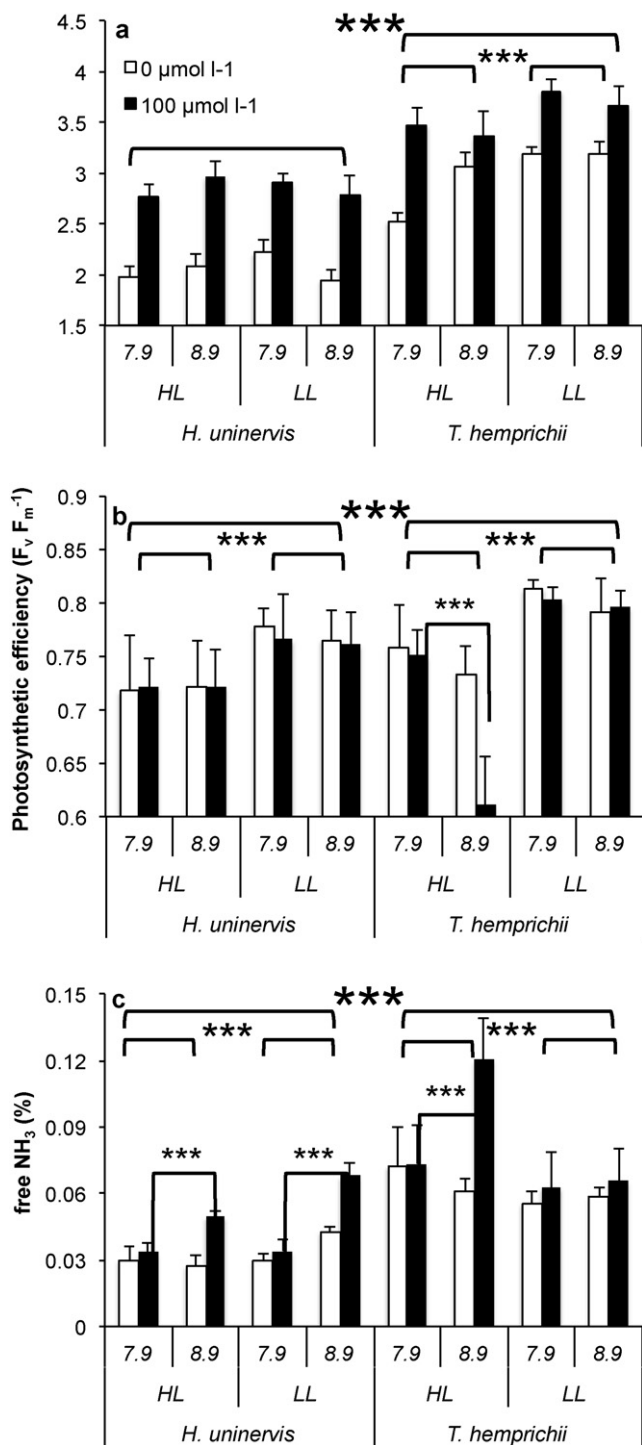 a
4.5
***
0 µmol l-1
100 µmol l-1
***
4
3.5
3
2.5
2
1.5
7.9 8.9 7.9 8.9 7.9 8.9 7.9 8.9
HL LL HL LL
H. uninervis T. hemprichii
Photosynthetic efficiency (Fv Fm-1)
b
0.9
***
0.85
*** ***
0.8
***
0.75
0.7
0.65
0.6
7.9 8.9 7.9 8.9 7.9 8.9 7.9 8.9
HL LL HL LL
H. uninervis T. hemprichii
free NH3 (%)
c
0.15
***
*** ***
0.12
***
0.09
*** ***
0.06
0.03
0
7.9 8.9 7.9 8.9 7.9 8.9 7.9 8.9
HL LL HL LL
H. uninervis T. hemprichii